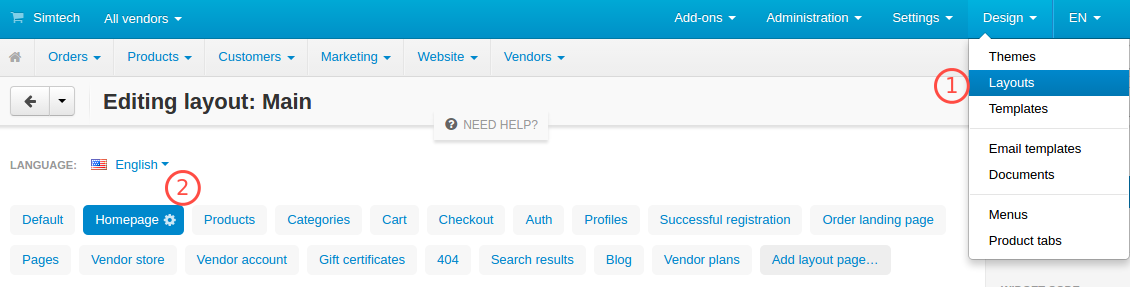 Simtech All vendors Add-ons Administration Settings Design EN
Orders Products Customers Marketing Website Vendors
Themes
1 Layouts
Templates
Email templates
Documents
Menus
Product tabs
Editing layout: Main
? NEED HELP?
LANGUAGE: English
2
Default Homepage Products Categories Cart Checkout Auth Profiles Successful registration Order landing page
Pages Vendor store Vendor account Gift certificates 404 Search results Blog Vendor plans Add layout page…